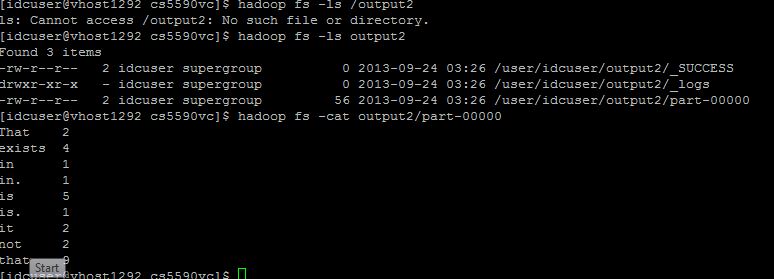 [idcuser@vhost1292 cs5590vc]$ hadoop fs -ls /output2
ls: Cannot access /output2: No such file or directory.
[idcuser@vhost1292 cs5590vc]$ hadoop fs -ls output2
Found 3 items
-rw-r--r--   2 idcuser supergroup          0 2013-09-24 03:26 /user/idcuser/output2/_SUCCESS
drwxr-xr-x   - idcuser supergroup          0 2013-09-24 03:26 /user/idcuser/output2/_logs
-rw-r--r--   2 idcuser supergroup         56 2013-09-24 03:26 /user/idcuser/output2/part-00000
[idcuser@vhost1292 cs5590vc]$ hadoop fs -cat output2/part-00000
That    2
exists  4
in      1
in.     1
is      5
is.     1
it      2
not     2
that    9
Start
[idcuser@vhost1292 cs5590vc]$